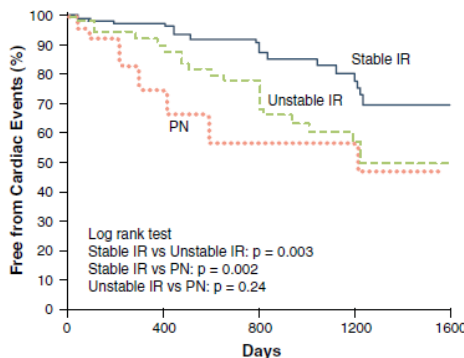 Free from Cardiac Events (%)
100
90
80
70
60
50
40
30
20
10
0
Stable IR
Unstable IR
PN
Log rank test
Stable IR vs Unstable IR: p = 0.003
Stable IR vs PN: p = 0.002
Unstable IR vs PN: p = 0.24
0 400 800 1200 1600
Days